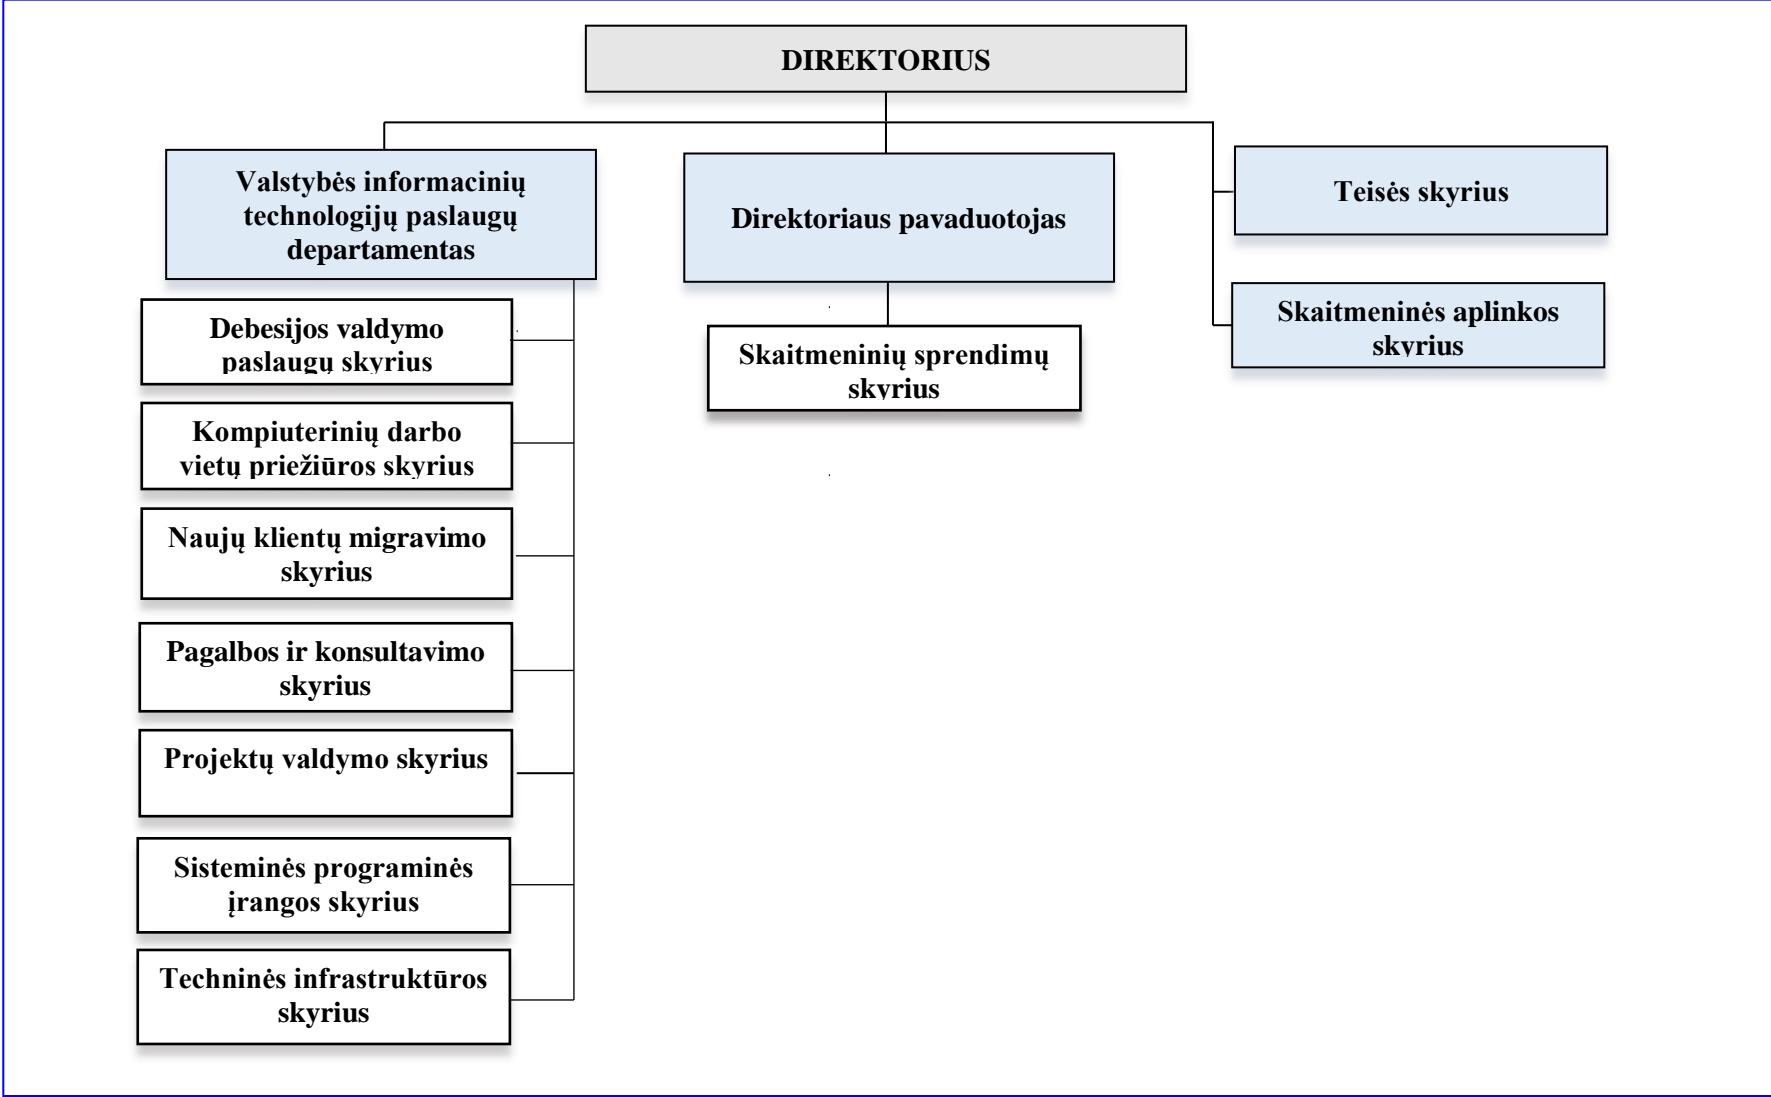 DIREKTORIUS
Valstybės informacinių
technologijų paslaugų
departamentas
Direktoriaus pavaduotojas
Teisės skyrius
Skaitmeninės aplinkos
skyrius
Debesijos valdymo
paslaugų skyrius
Skaitmeninių sprendimų
skyrius
Kompiuterinių darbo
vietų priežiūros skyrius
Naujų klientų migravimo
skyrius
Pagalbos ir konsultavimo
skyrius
Projektų valdymo skyrius
Sisteminės programinės
įrangos skyrius
Techninės infrastruktūros
skyrius